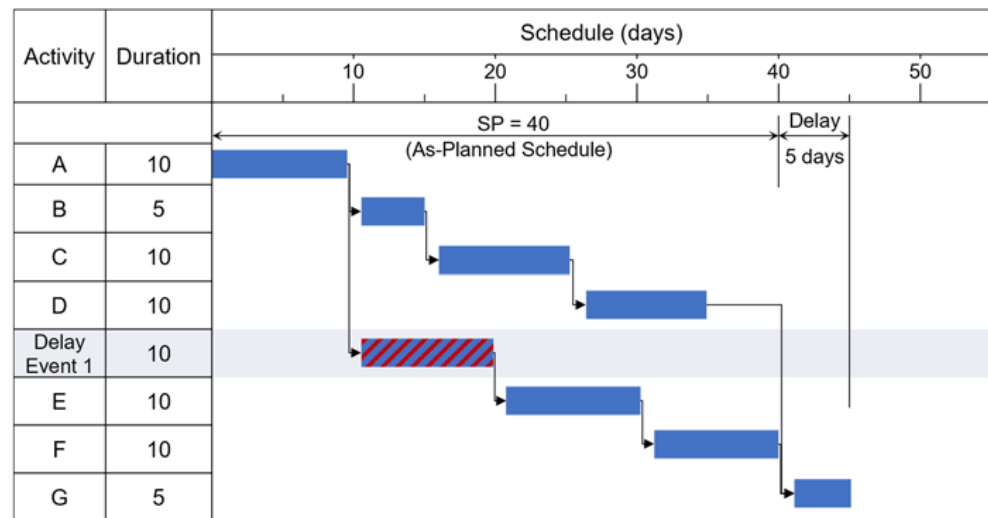 Activity Duration Schedule (days)
10 20 30 40 50
SP = 40
(As-Planned Schedule)
Delay
5 days
A 10
B 5
C 10
D 10
Delay
Event 1 10
E 10
F 10
G 5